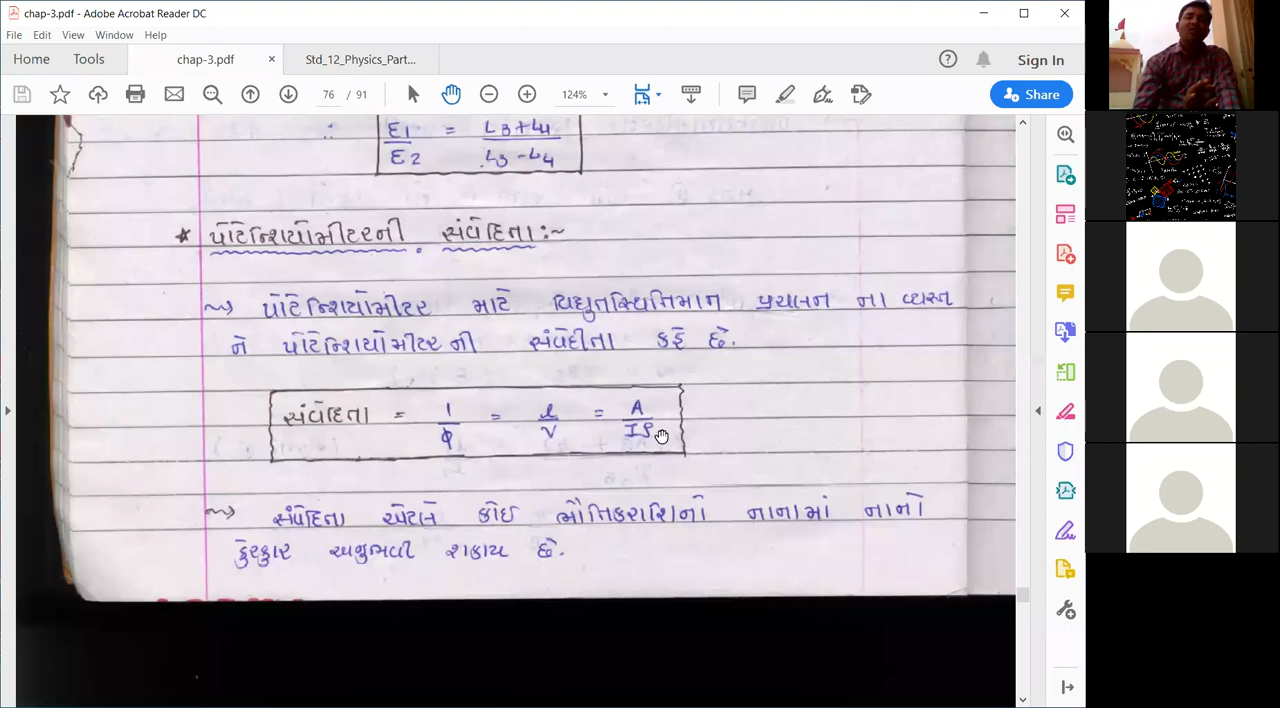 chap-3.pdf - Adobe Acrobat Reader DC
File Edit View Window Help
Home Tools chap-3.pdf × Std_12_Physics_Part... Sign In
76 / 91 124% Share
∴ E1/E2 = L3+L4/L3-L4
* પોટેન્શિયોમીટરની સંવેદિતા :~
~> પોટેન્શિયોમીટર માટે વિદ્યુતસ્થિતિમાન પ્રચલન ના વ્યસ્ત
ને પોટેન્શિયોમીટર ની સંવેદીતા કહે છે.
સંવેદિતા = 1/ϕ = l/V = A/Iρ
~> સંવેદિતા એટલે કોઇ ભૌતિકરાશિનો નાનામાં નાનો
ફેરફાર અનુભવી શકાય છે.